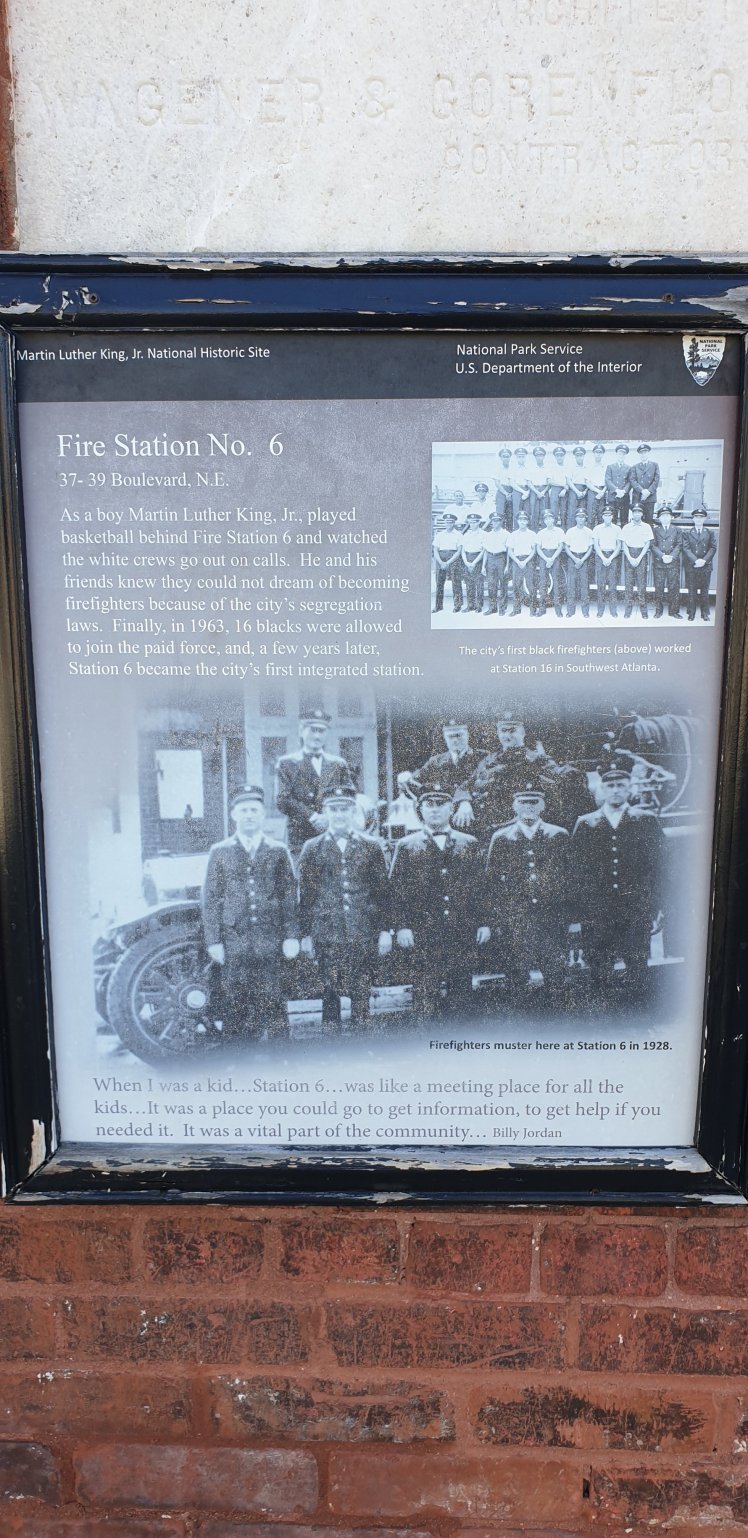 ARCHITECT
WAGENER & GORENFLO
CONTRACTORS
Martin Luther King, Jr. National Historic Site
National Park Service
U.S. Department of the Interior
NATIONAL
PARK
SERVICE
Fire Station No. 6
37- 39 Boulevard, N.E.
As a boy Martin Luther King, Jr., played
basketball behind Fire Station 6 and watched
the white crews go out on calls. He and his
friends knew they could not dream of becoming
firefighters because of the city's segregation
laws. Finally, in 1963, 16 blacks were allowed
to join the paid force, and, a few years later,
Station 6 became the city's first integrated station.
The city's first black firefighters (above) worked
at Station 16 in Southwest Atlanta.
Firefighters muster here at Station 6 in 1928.
When I was a kid…Station 6…was like a meeting place for all the
kids…It was a place you could go to get information, to get help if you
needed it. It was a vital part of the community… Billy Jordan